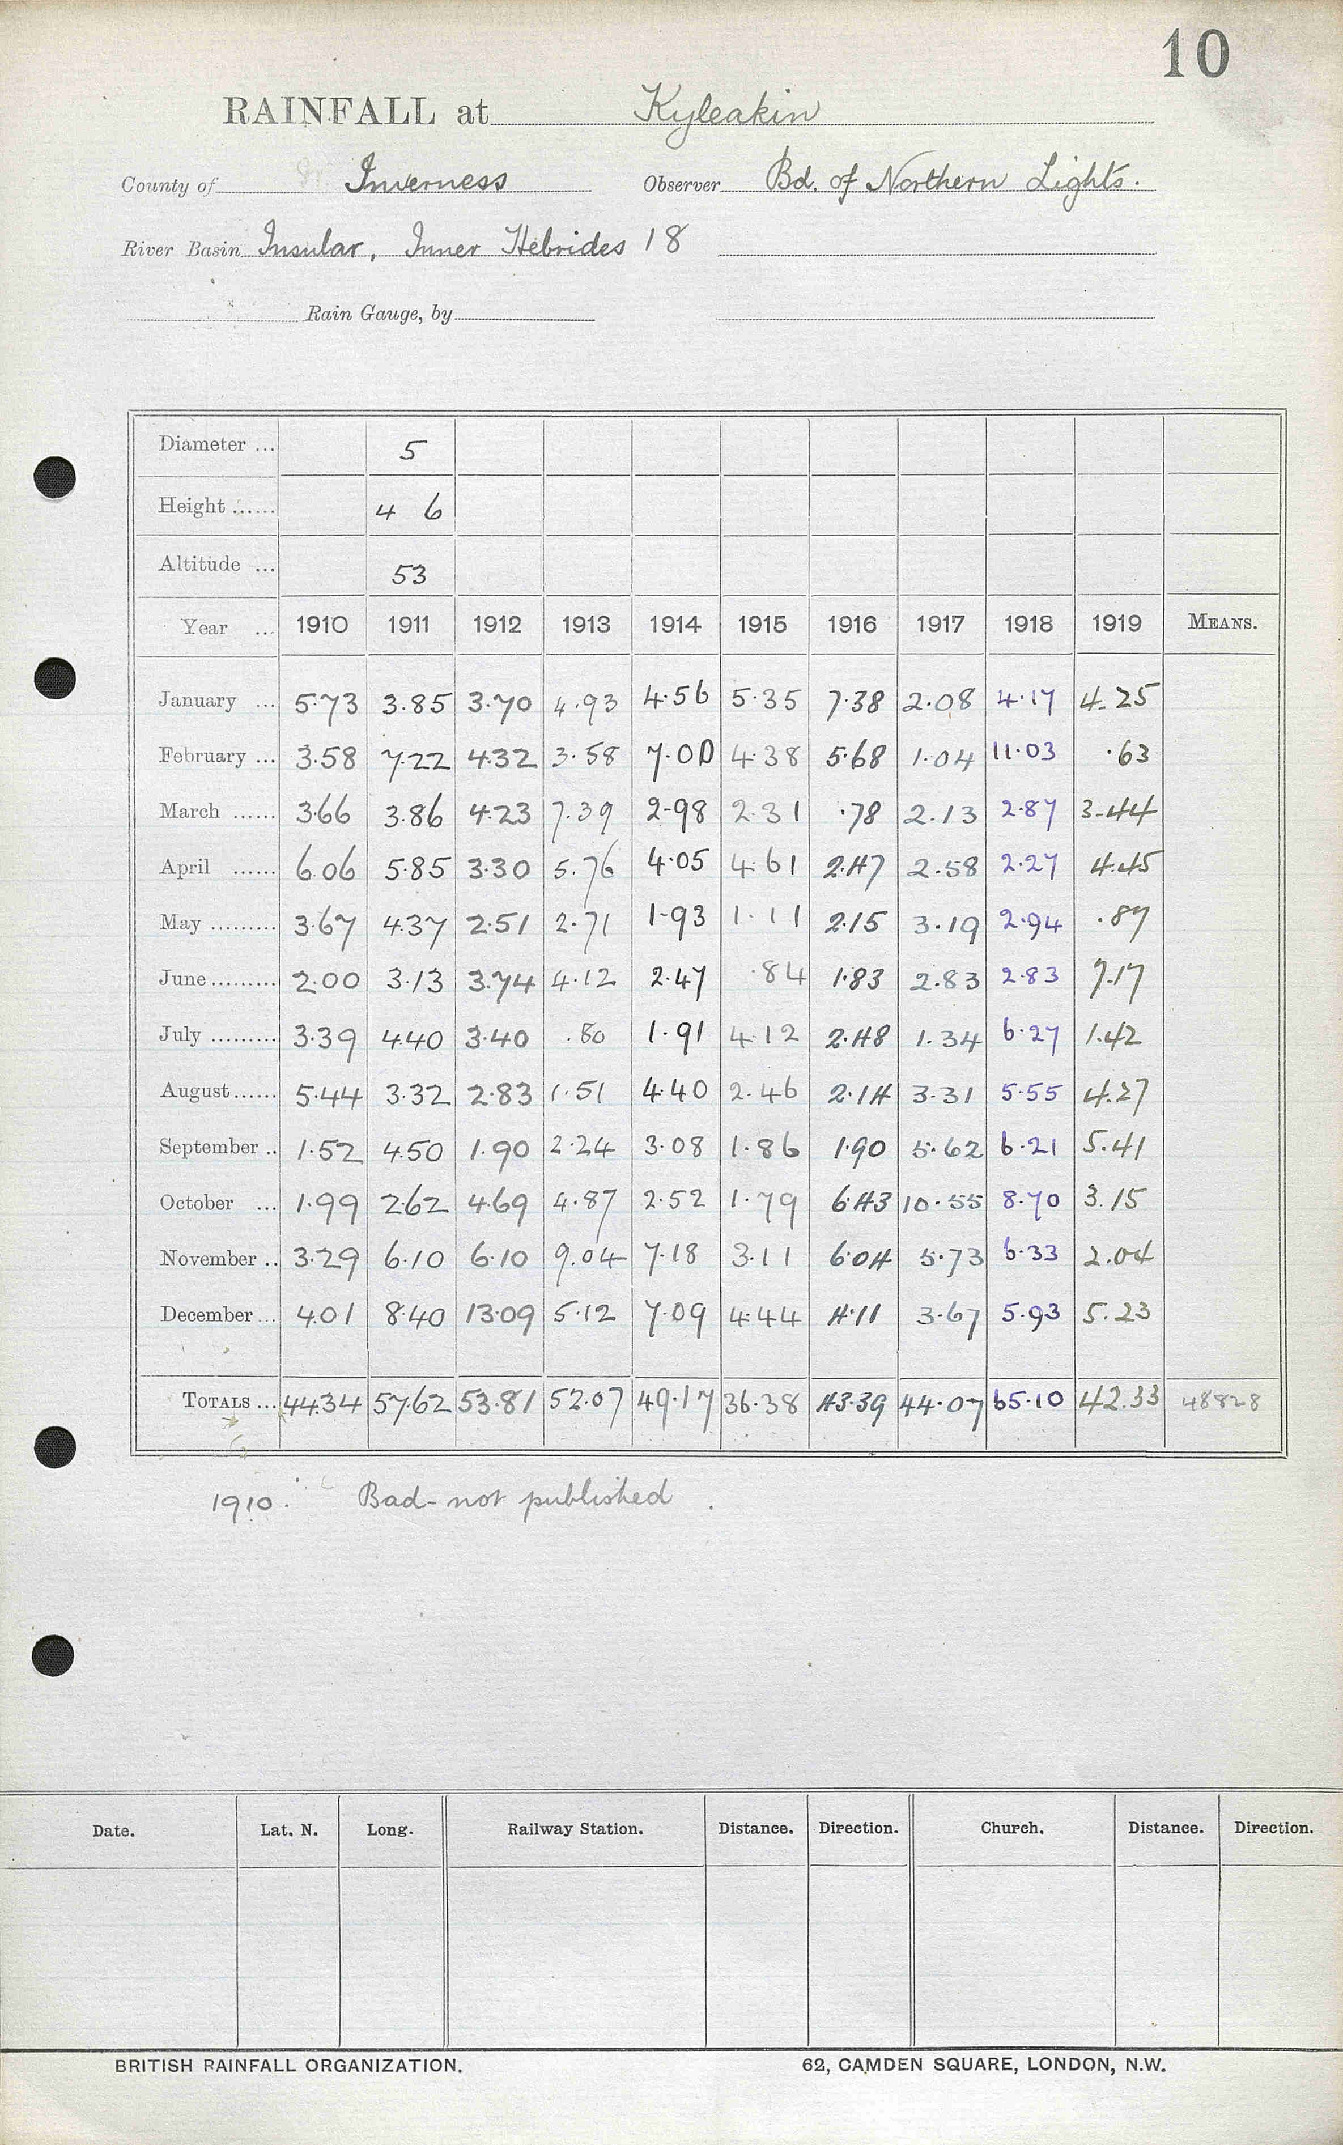 10
RAINFALL at Kyleakin
County of Inverness Observer Bd. of Northern Lights.
River Basin Insular, Inner Hebrides 18
Rain Gauge, by
Diameter ... 5
Height ...... 4 6
Altitude ... 53
Year ... 1910 1911 1912 1913 1914 1915 1916 1917 1918 1919 MEANS.
January ... 5.73 3.85 3.70 4.93 4.56 5.35 7.38 2.08 4.17 4.25
February ... 3.58 7.22 4.32 3.58 7.00 4.38 5.68 1.04 11.03 .63
March ...... 3.66 3.86 4.23 7.39 2.98 2.31 .78 2.13 2.87 3.44
April ...... 6.06 5.85 3.30 5.76 4.05 4.61 2.47 2.58 2.27 4.45
May ......... 3.67 4.37 2.51 2.71 1.93 1.11 2.15 3.19 2.94 .87
June ......... 2.00 3.13 3.74 4.12 2.47 .84 1.83 2.83 2.83 7.17
July ......... 3.39 4.40 3.40 .80 1.91 4.12 2.48 1.34 6.27 1.42
August ...... 5.44 3.32 2.83 1.51 4.40 2.46 2.14 3.31 5.55 4.27
September .. 1.52 4.50 1.90 2.24 3.08 1.86 1.90 5.62 6.21 5.41
October ... 1.99 2.62 4.69 4.87 2.52 1.79 6.43 10.55 8.70 3.15
November .. 3.29 6.10 6.10 9.04 7.18 3.11 6.04 5.73 6.33 2.04
December ... 4.01 8.40 13.09 5.12 7.09 4.44 4.11 3.67 5.93 5.23
TOTALS ... 44.34 57.62 53.81 52.07 49.17 36.38 43.39 44.07 65.10 42.33 48828
1910. Bad - not published.
Date. Lat. N. Long. Railway Station. Distance. Direction. Church. Distance. Direction.
BRITISH RAINFALL ORGANIZATION. 62, CAMDEN SQUARE, LONDON, N.W.